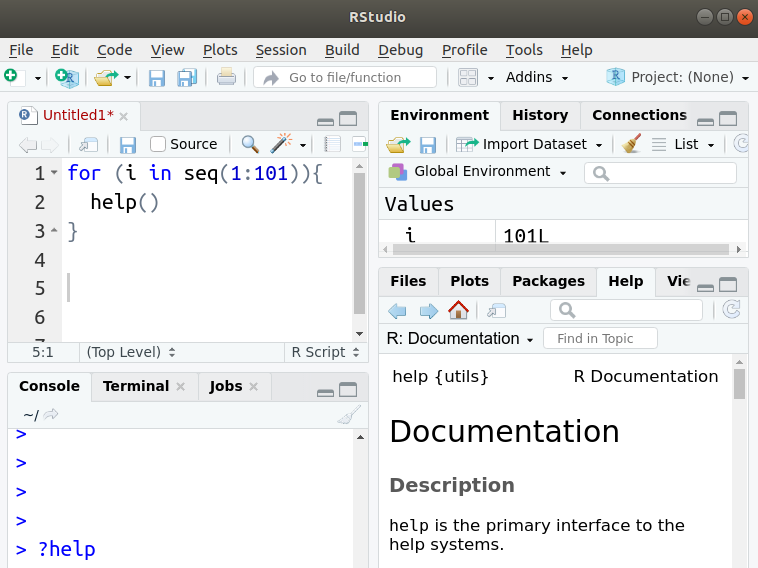 RStudio
File Edit Code View Plots Session Build Debug Profile Tools Help
Go to file/function Addins Project: (None)
Untitled1*
Source
1 for (i in seq(1:101)){
2 help()
3 }
4
5
6
5:1 (Top Level) R Script
Console Terminal Jobs
~/
>
>
>
>
> ?help
Environment History Connections
Import Dataset List
Global Environment
Values
i 101L
Files Plots Packages Help Vie
R: Documentation Find in Topic
help {utils} R Documentation
Documentation
Description
help is the primary interface to the
help systems.